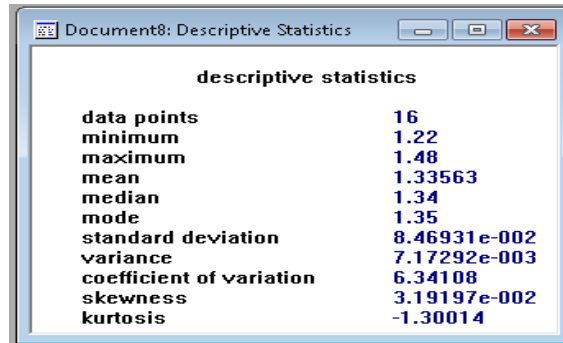 Document8: Descriptive Statistics
descriptive statistics
data points 16
minimum 1.22
maximum 1.48
mean 1.33563
median 1.34
mode 1.35
standard deviation 8.46931e-002
variance 7.17292e-003
coefficient of variation 6.34108
skewness 3.19197e-002
kurtosis -1.30014